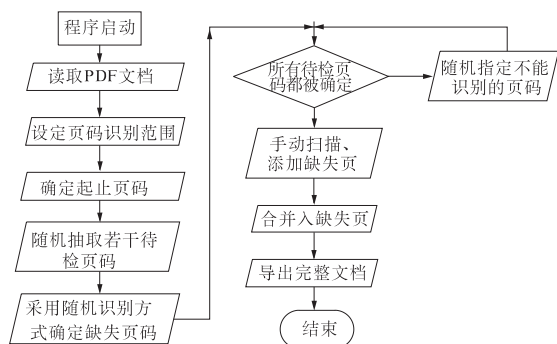 程序启动
读取PDF文档
设定页码识别范围
确定起止页码
随机抽取若干待
检页码
采用随机识别方
式确定缺失页码
所有待检页
码都被确定
随机指定不能
识别的页码
手动扫描、
添加缺失页
合并入缺失页
导出完整文档
结束